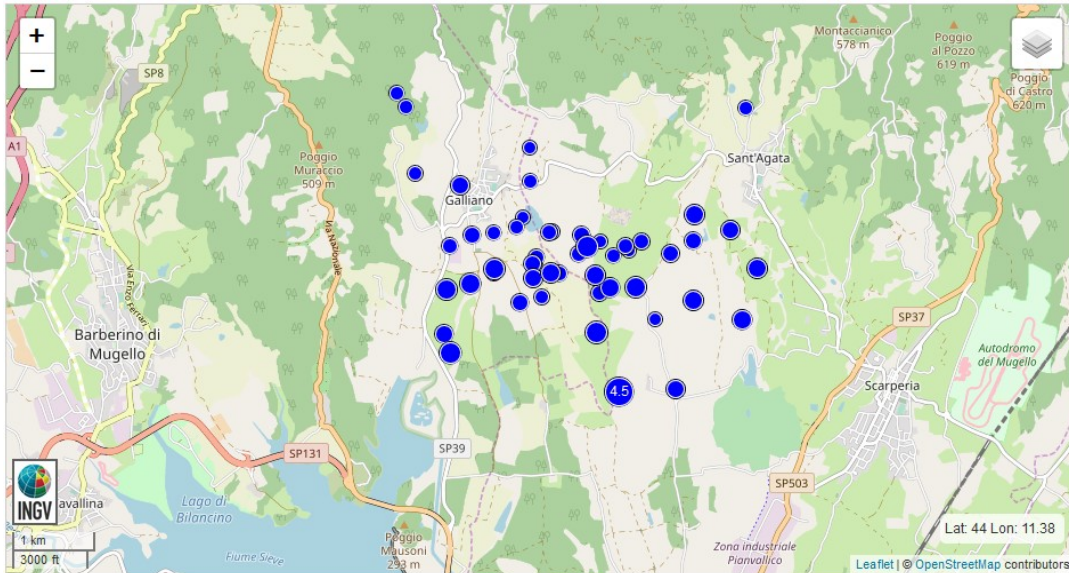 +
−
SP8
A1
Via Enzo Ferrari
Barberino di
Mugello
Poggio
Muraccio
509 m
Via Nazionale
Galliano
Sant'Agata
Montaccianico
578 m
Poggio
al Pozzo
619 m
Poggio
di Castro
620 m
SP37
Autodromo
del Mugello
Scarperia
4.5
SP39
SP131
SP503
Lago di
Bilancino
Fiume Sieve
Poggio
Mausoni
293 m
Zona industriale
Pianvallico
INGV
avallina
1 km
3000 ft
Lat: 44 Lon: 11.38
Leaflet | © OpenStreetMap contributors